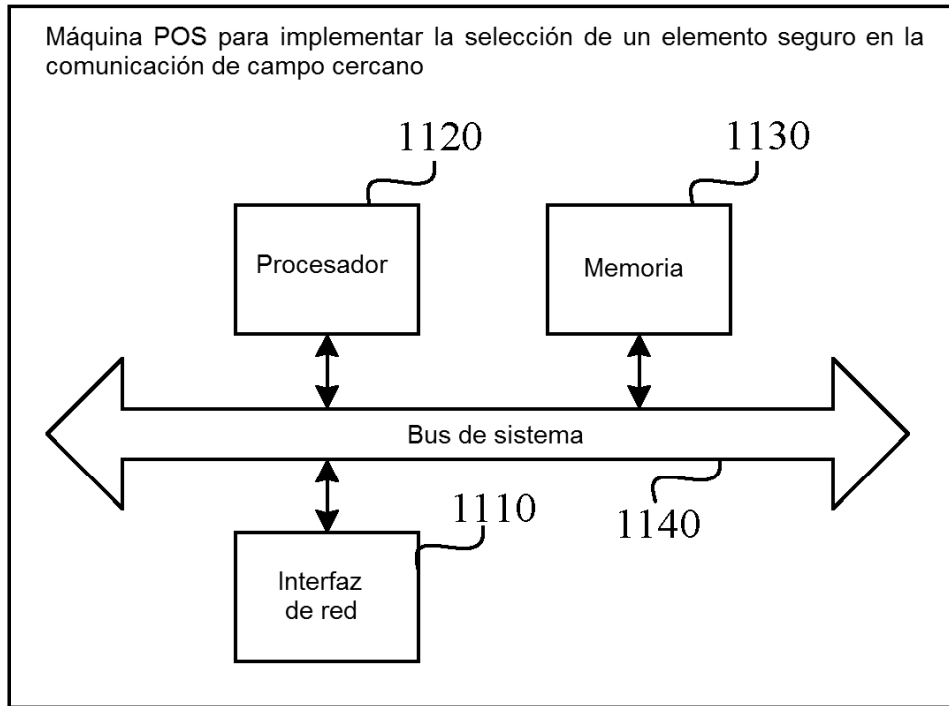 Máquina POS para implementar la selección de un elemento seguro en la
comunicación de campo cercano
1120
1130
Procesador
Memoria
Bus de sistema
1110
1140
Interfaz
de red